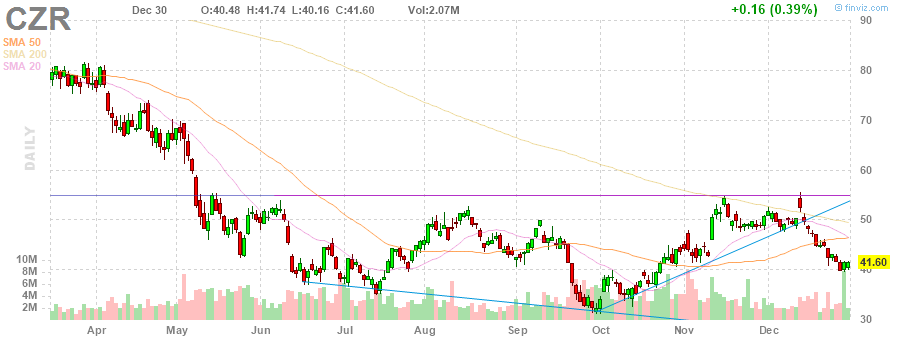 CZR
Dec 30 O:40.48 H:41.74 L:40.16 C:41.60 Vol:2.07M
+0.16 (0.39%)
finviz.com
SMA 50
SMA 200
SMA 20
DAILY
90
80
70
60
50
41.60
40
30
10M
8M
6M
4M
2M
Apr May Jun Jul Aug Sep Oct Nov Dec